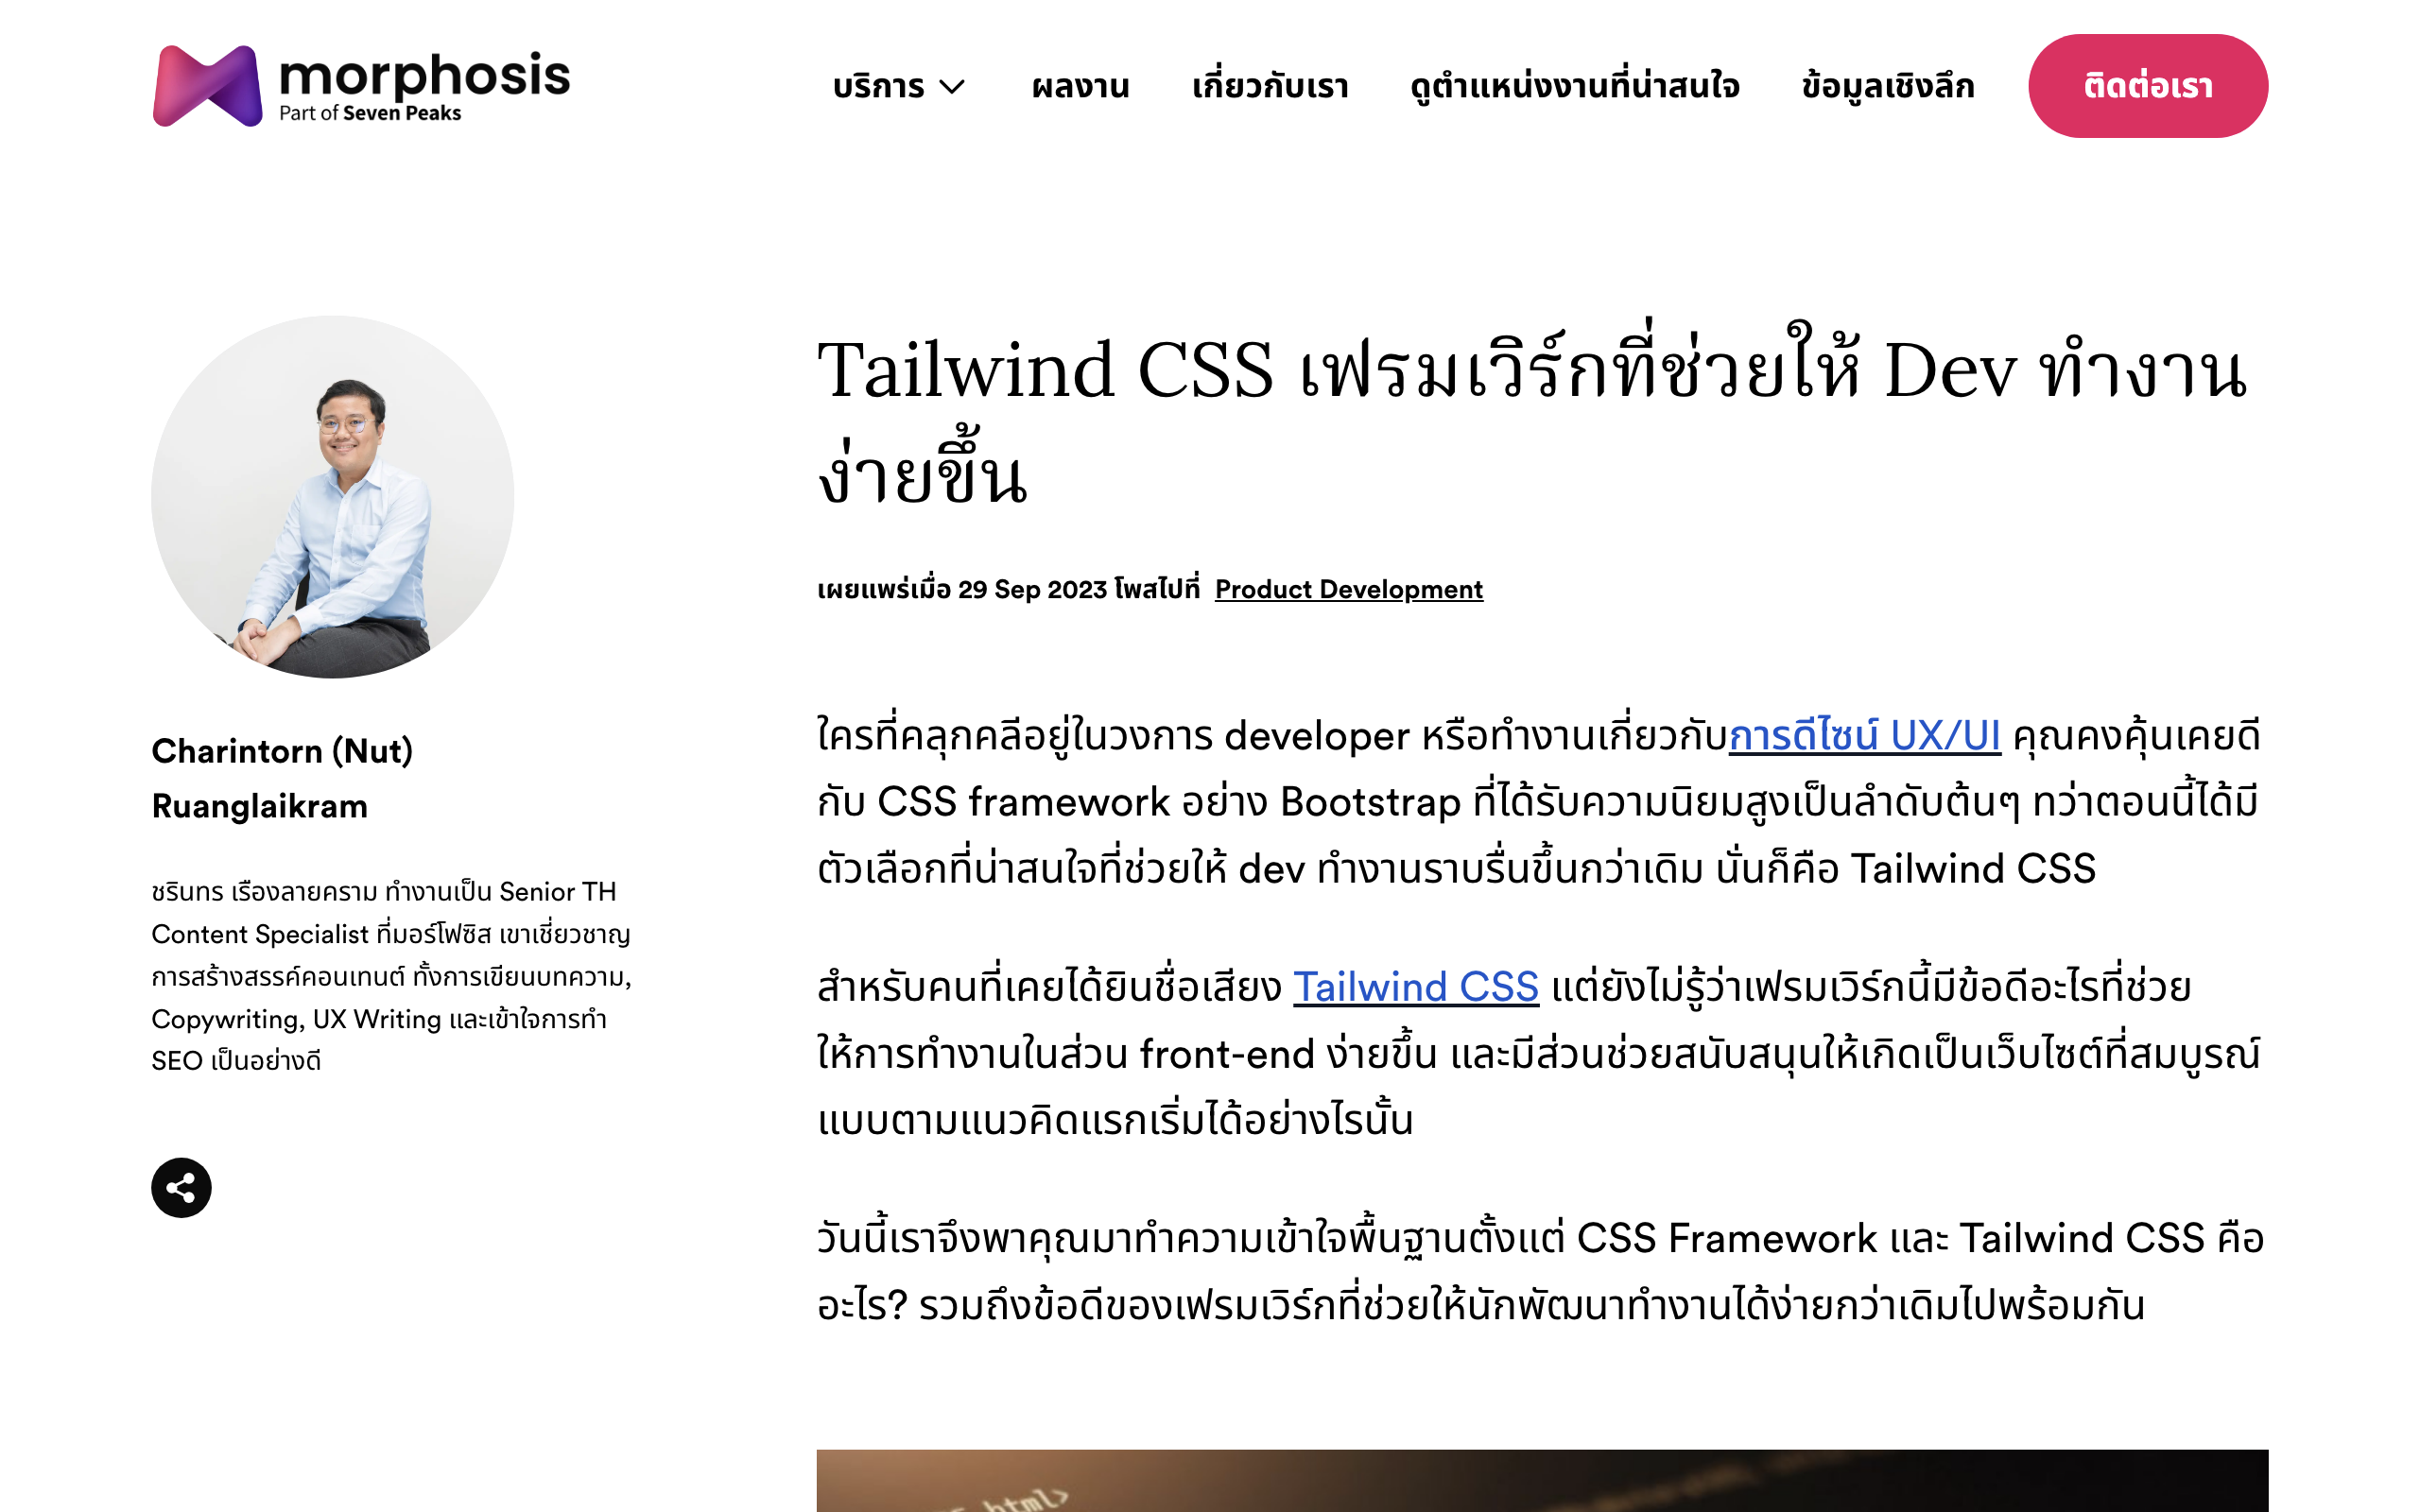 morphosis
Part of Seven Peaks
บริการ
ผลงาน
เกี่ยวกับเรา
ดูตำแหน่งงานที่น่าสนใจ
ข้อมูลเชิงลึก
ติดต่อเรา
Charintorn (Nut)
Ruanglaikram
ชรินทร เรืองลายคราม ทำงานเป็น Senior TH
Content Specialist ที่มอร์โฟซิส เขาเชี่ยวชาญ
การสร้างสรรค์คอนเทนต์ ทั้งการเขียนบทความ,
Copywriting, UX Writing และเข้าใจการทำ
SEO เป็นอย่างดี
Tailwind CSS เฟรมเวิร์กที่ช่วยให้ Dev ทำงาน
ง่ายขึ้น
เผยแพร่เมื่อ 29 Sep 2023 โพสไปที่ Product Development
ใครที่คลุกคลีอยู่ในวงการ developer หรือทำงานเกี่ยวกับการดีไซน์ UX/UI คุณคงคุ้นเคยดี
กับ CSS framework อย่าง Bootstrap ที่ได้รับความนิยมสูงเป็นลำดับต้นๆ ทว่าตอนนี้ได้มี
ตัวเลือกที่น่าสนใจที่ช่วยให้ dev ทำงานราบรื่นขึ้นกว่าเดิม นั่นก็คือ Tailwind CSS
สำหรับคนที่เคยได้ยินชื่อเสียง Tailwind CSS แต่ยังไม่รู้ว่าเฟรมเวิร์กนี้มีข้อดีอะไรที่ช่วย
ให้การทำงานในส่วน front-end ง่ายขึ้น และมีส่วนช่วยสนับสนุนให้เกิดเป็นเว็บไซต์ที่สมบูรณ์
แบบตามแนวคิดแรกเริ่มได้อย่างไรนั้น
วันนี้เราจึงพาคุณมาทำความเข้าใจพื้นฐานตั้งแต่ CSS Framework และ Tailwind CSS คือ
อะไร? รวมถึงข้อดีของเฟรมเวิร์กที่ช่วยให้นักพัฒนาทำงานได้ง่ายกว่าเดิมไปพร้อมกัน
html>